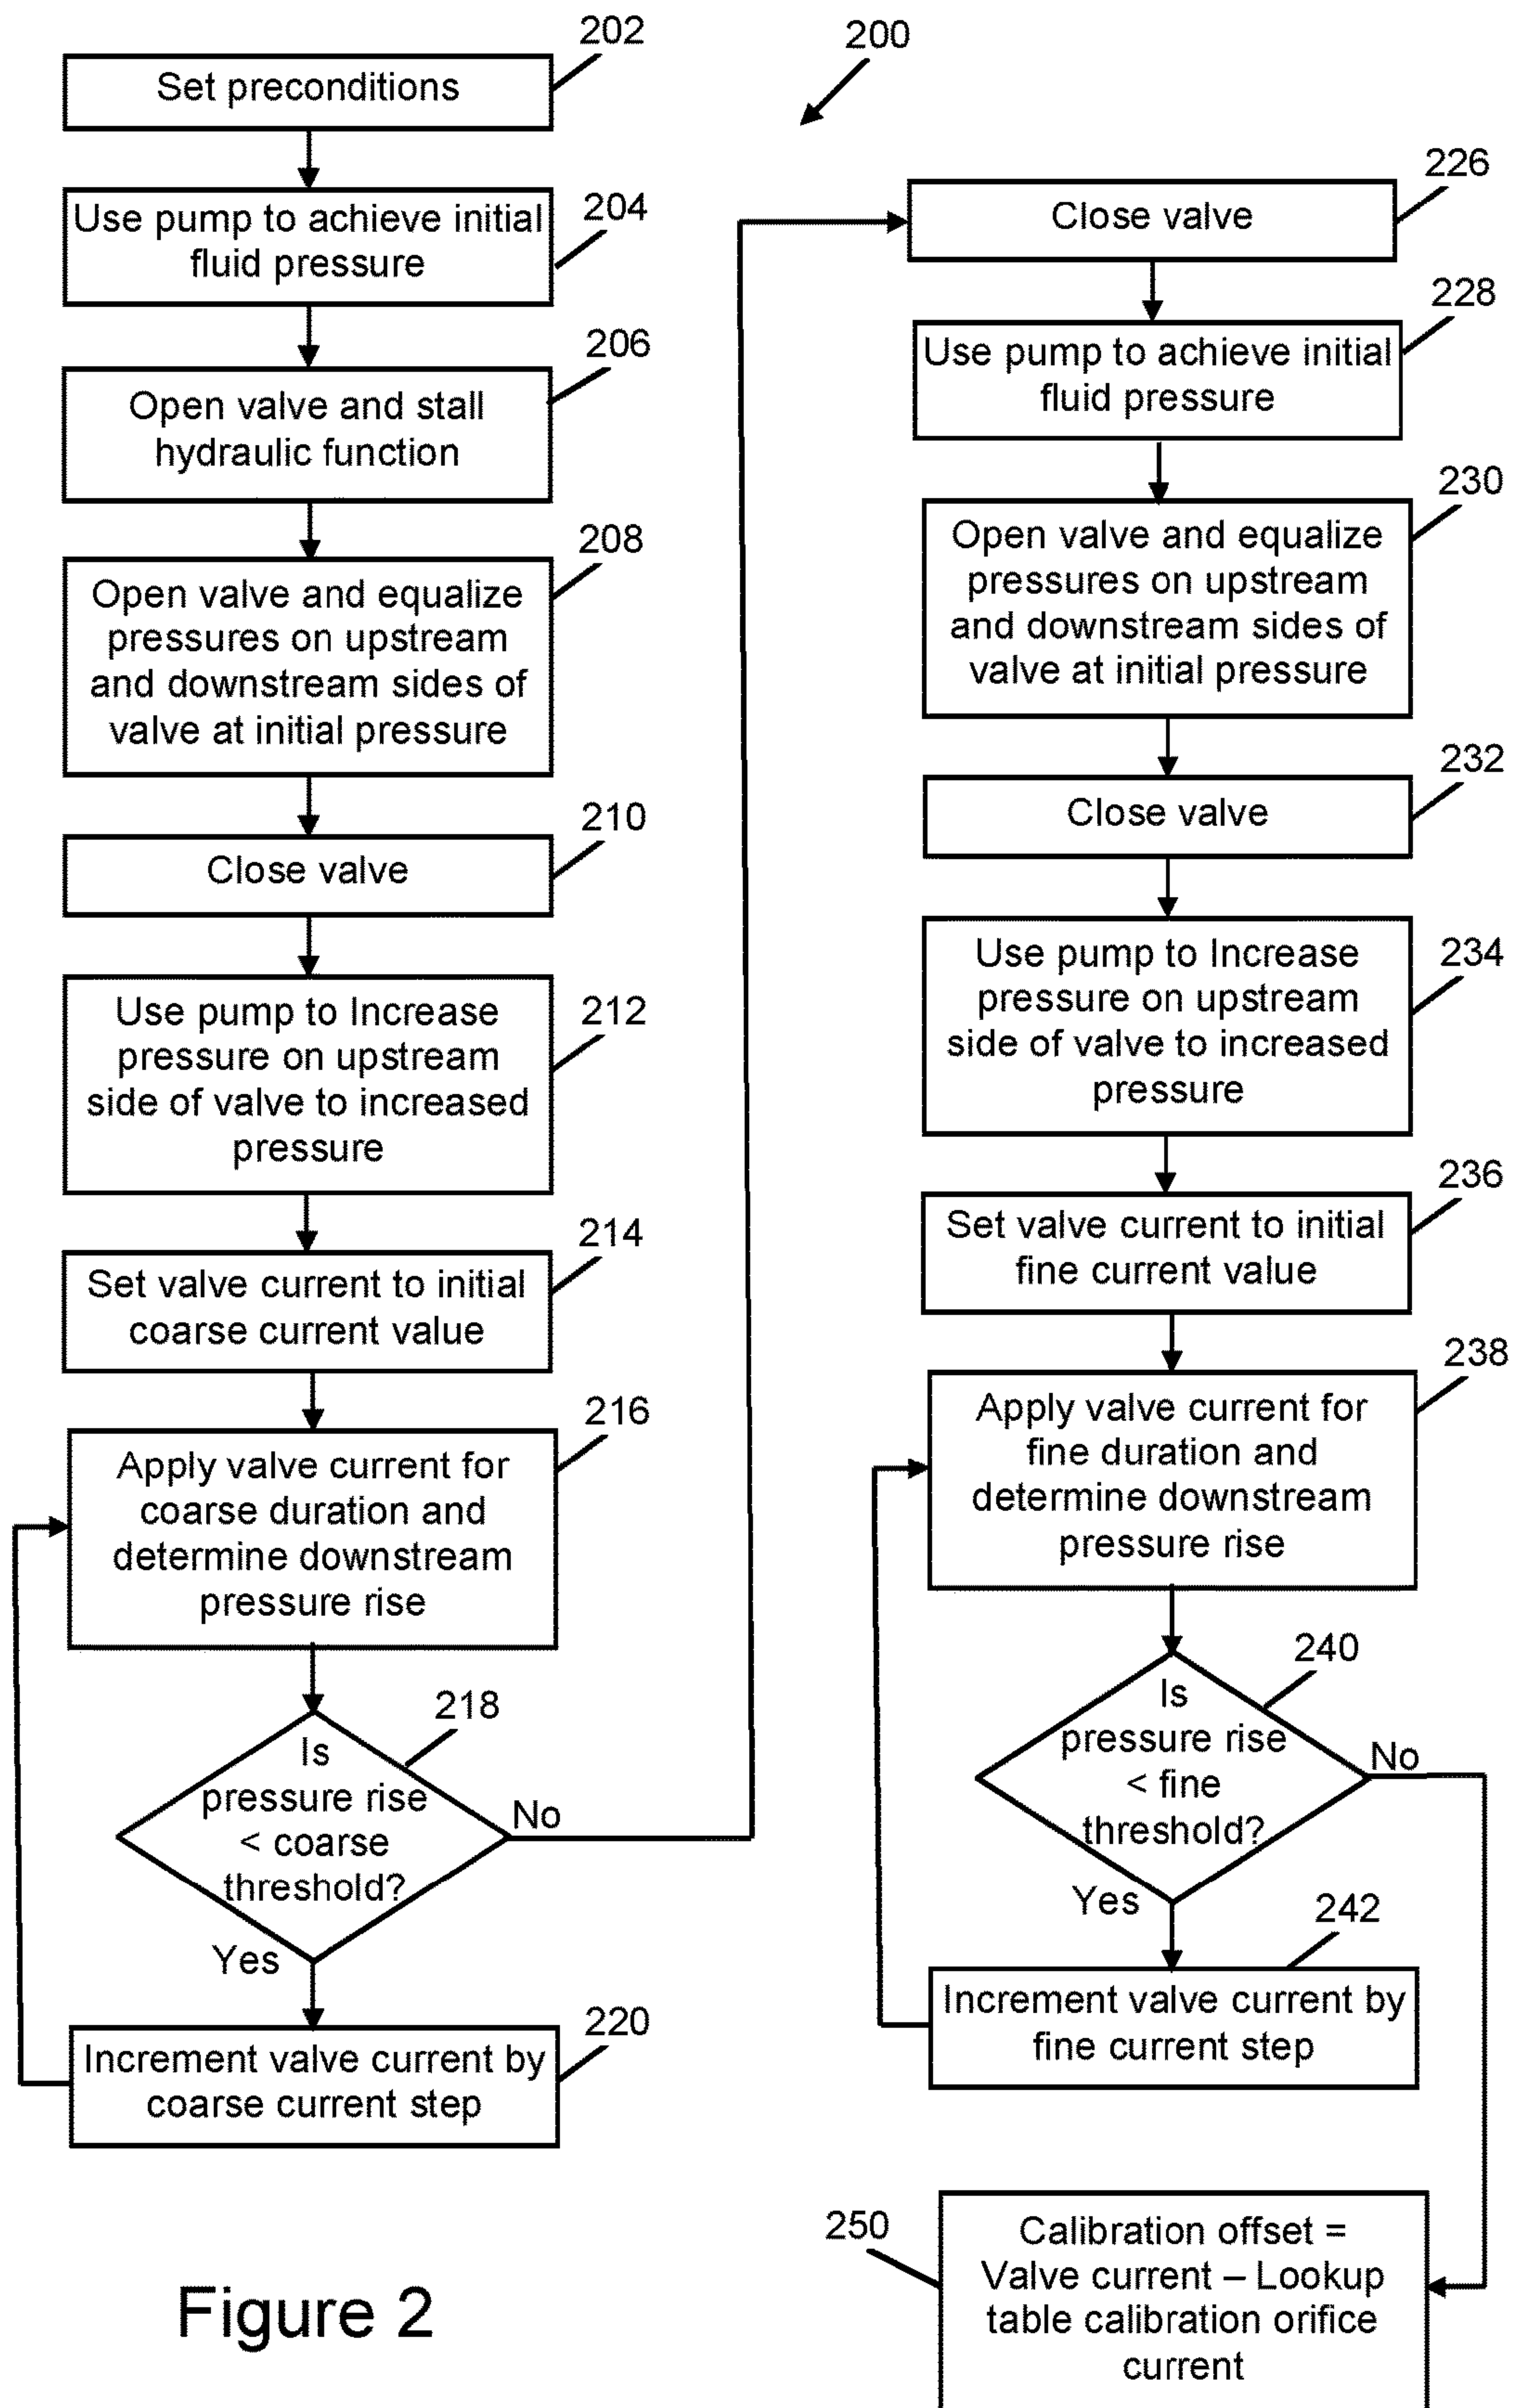 200
202
Set preconditions
204
Use pump to achieve initial
fluid pressure
206
Open valve and stall
hydraulic function
208
Open valve and equalize
pressures on upstream
and downstream sides of
valve at initial pressure
210
Close valve
212
Use pump to Increase
pressure on upstream
side of valve to increased
pressure
214
Set valve current to initial
coarse current value
216
Apply valve current for
coarse duration and
determine downstream
pressure rise
218
Is
pressure rise
< coarse
threshold?
No
Yes
220
Increment valve current by
coarse current step
226
Close valve
228
Use pump to achieve initial
fluid pressure
230
Open valve and equalize
pressures on upstream
and downstream sides of
valve at initial pressure
232
Close valve
234
Use pump to Increase
pressure on upstream
side of valve to increased
pressure
236
Set valve current to initial
fine current value
238
Apply valve current for
fine duration and
determine downstream
pressure rise
240
Is
pressure rise
< fine
threshold?
No
Yes
242
Increment valve current by
fine current step
250
Calibration offset =
Valve current – Lookup
table calibration orifice
current
Figure 2